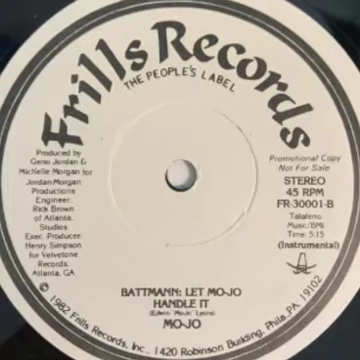 Frills Records
THE PEOPLE'S LABEL
Produced by
Geno Jordan &
Michelle Morgan for
Jordan-Morgan
Productions
Engineer:
Rick Brown
of Atlanta.
Studios
Exec. Producer:
Henry Simpson
for Velvetone
Records.
Atlanta, GA
Promotional Copy
Not For Sale
STEREO
45 RPM
FR-30001-B
Talafeno
Music/BMI
Time: 5:15
(Instrumental)
BATTMANN: LET MO-JO
HANDLE IT
(Edwin "Mo'Jo" Lyons)
MO-JO
© 1982 Frills Records, Inc., 1420 Robinson Building, Phila. PA. 19102